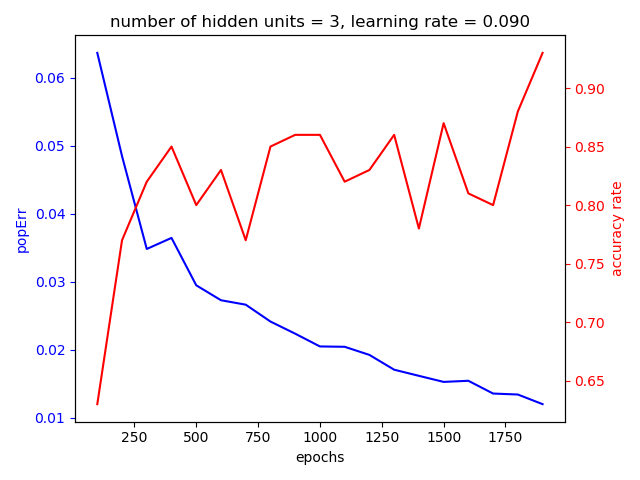 number of hidden units = 3, learning rate = 0.090
0.06
0.05
0.04
0.03
0.02
0.01
popErr
0.90
0.85
0.80
0.75
0.70
0.65
accuracy rate
250 500 750 1000 1250 1500 1750
epochs